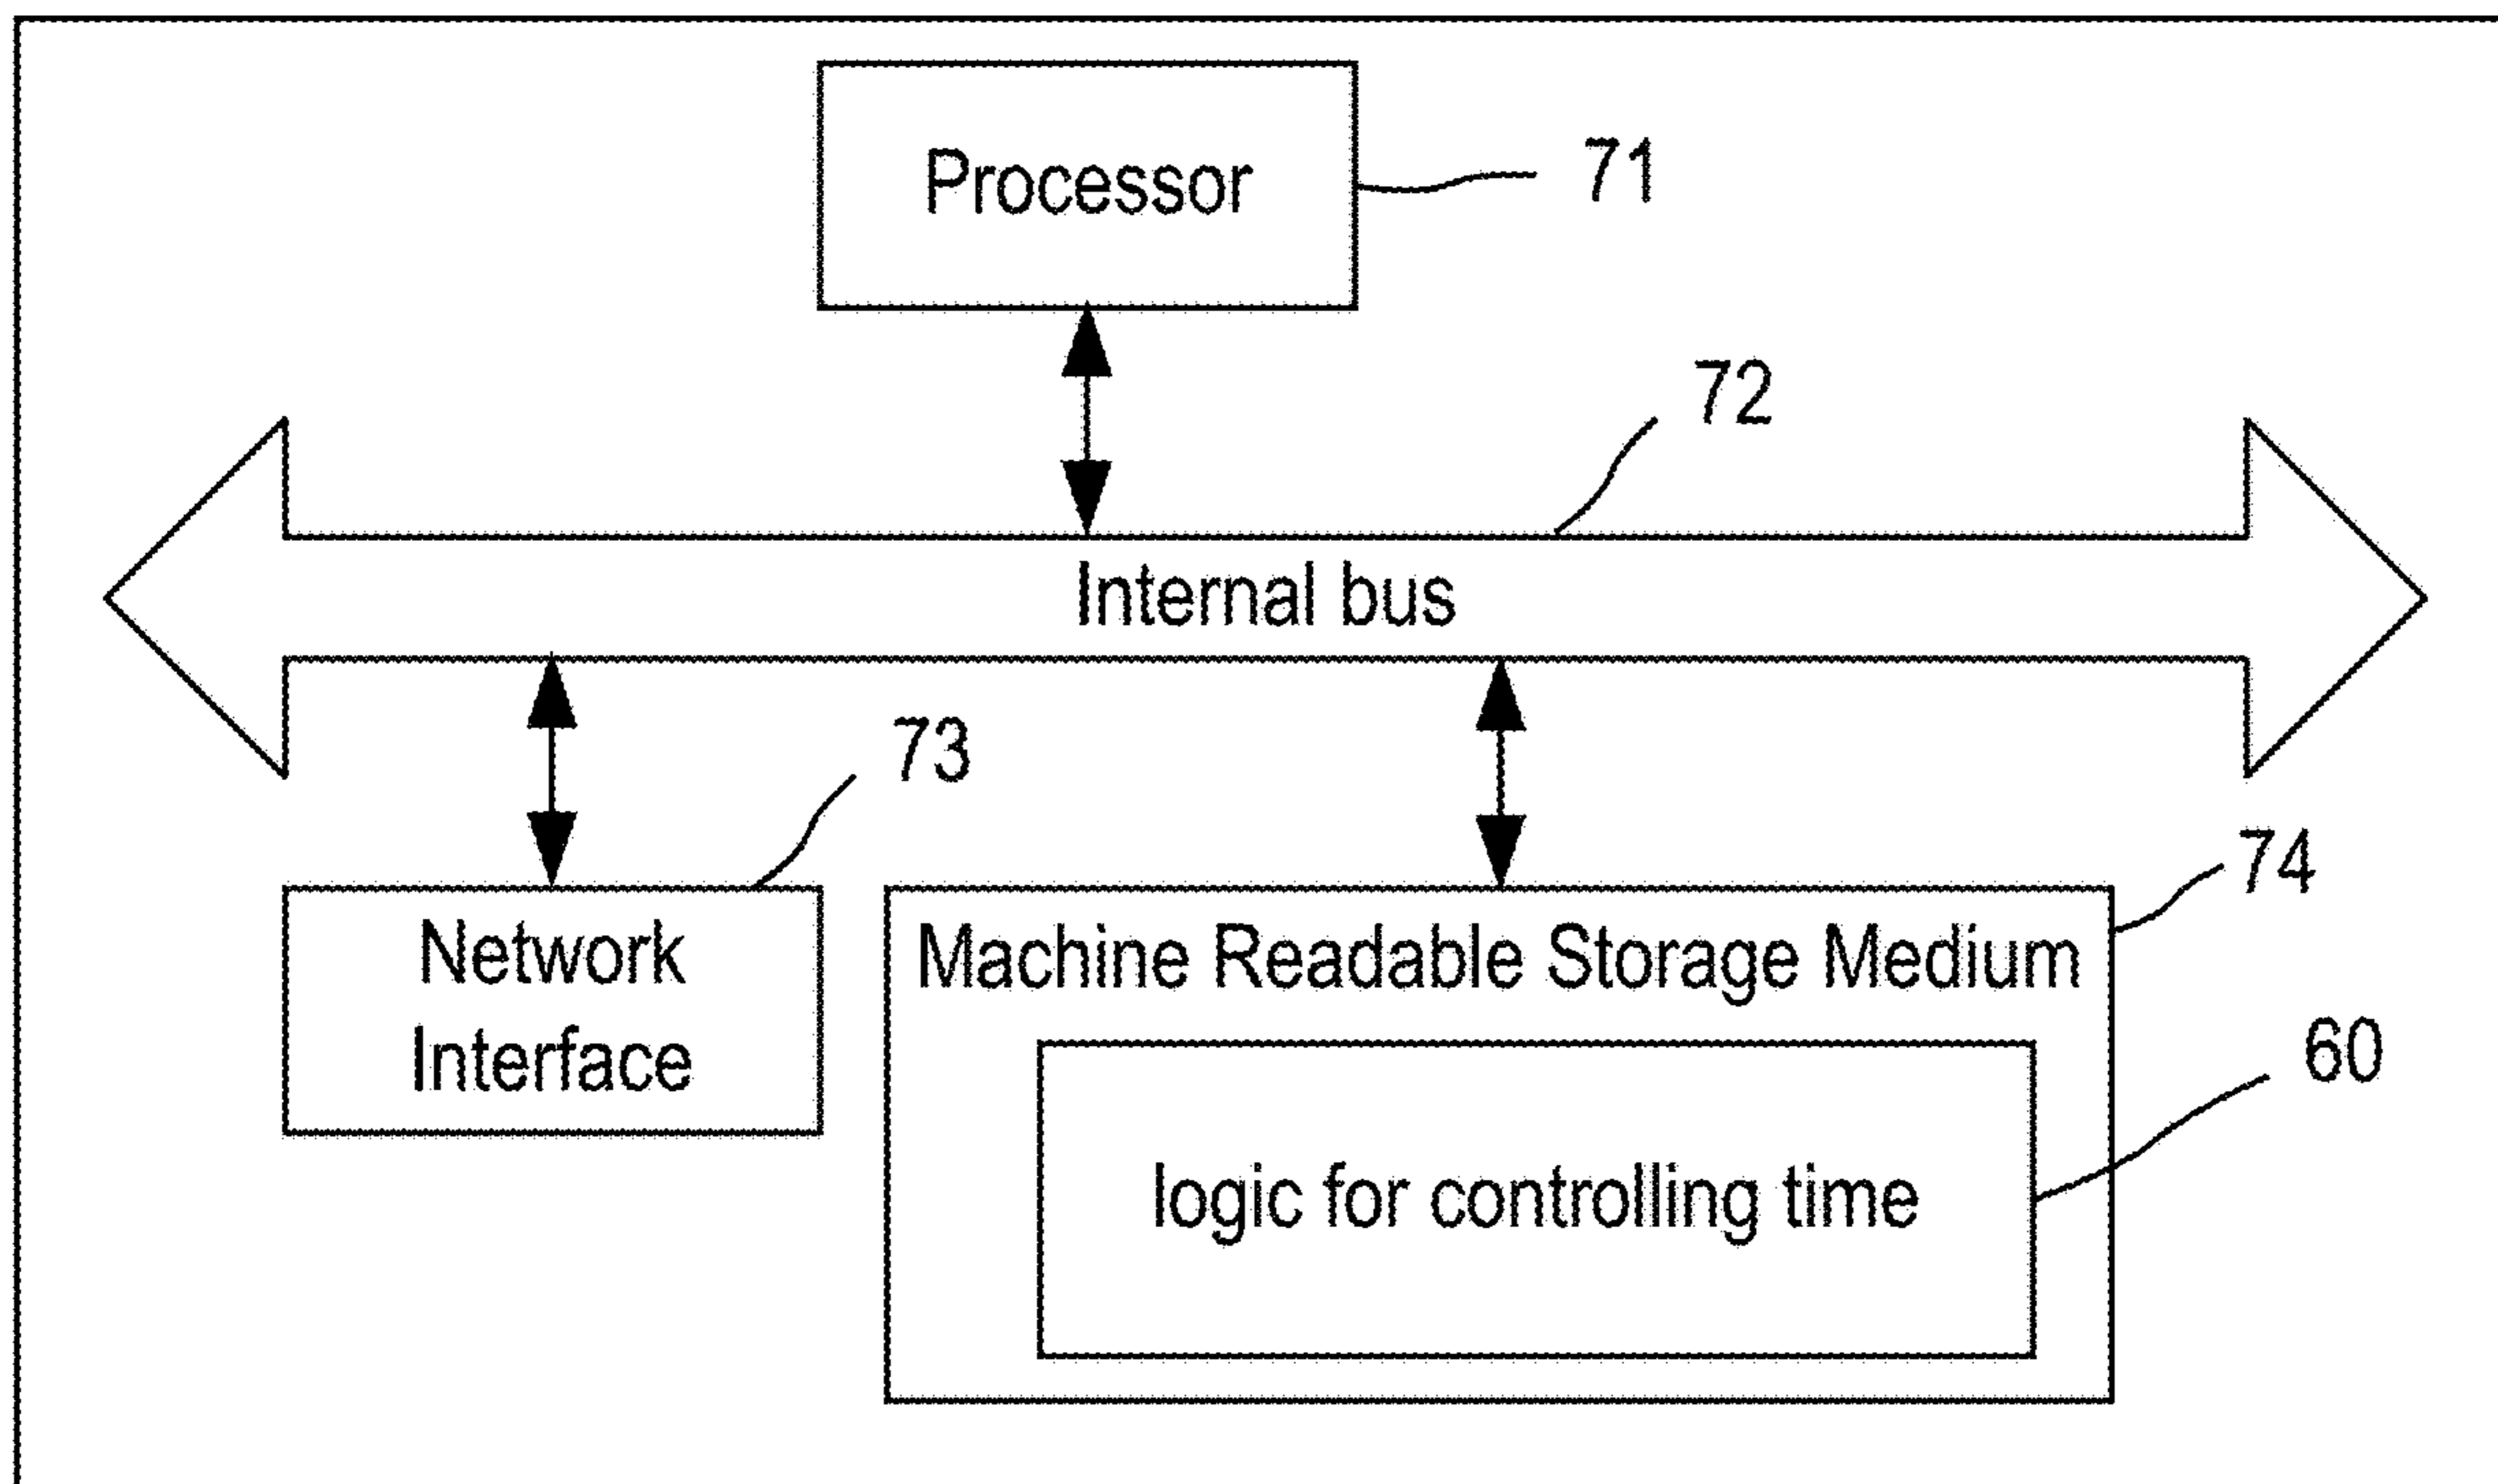 Processor
71
72
Internal bus
73
74
Network
Interface
Machine Readable Storage Medium
60
logic for controlling time